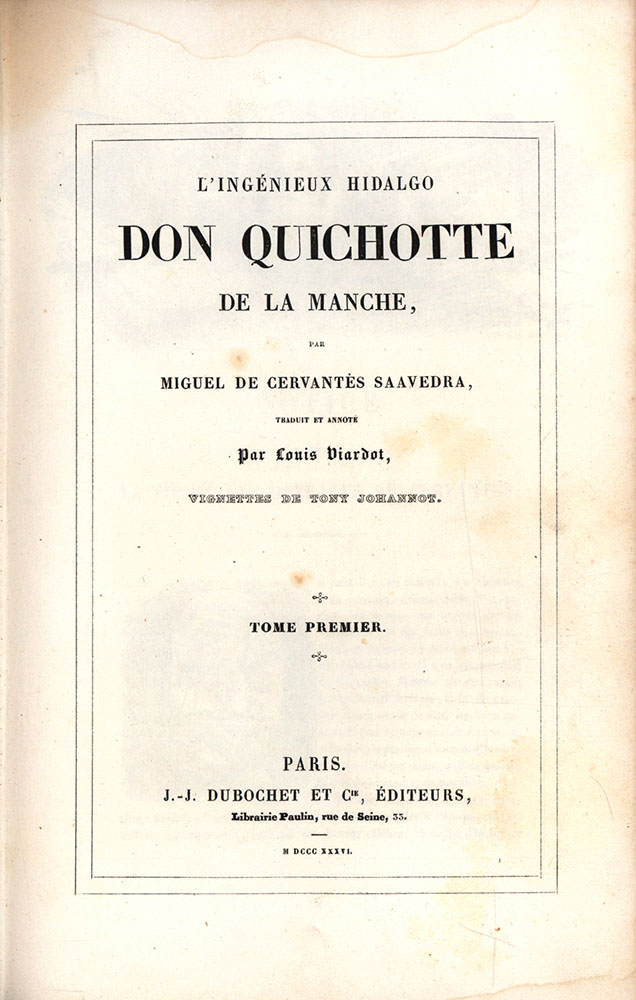 L'INGÉNIEUX HIDALGO
DON QUICHOTTE
DE LA MANCHE,
PAR
MIGUEL DE CERVANTÈS SAAVEDRA,
TRADUIT ET ANNOTÉ
Par Louis Viardot,
VIGNETTES DE TONY JOHANNOT.
TOME PREMIER.
PARIS.
J.-J. DUBOCHET ET Cie, ÉDITEURS,
Librairie Paulin, rue de Seine, 33.
M DCCC XXXVI.